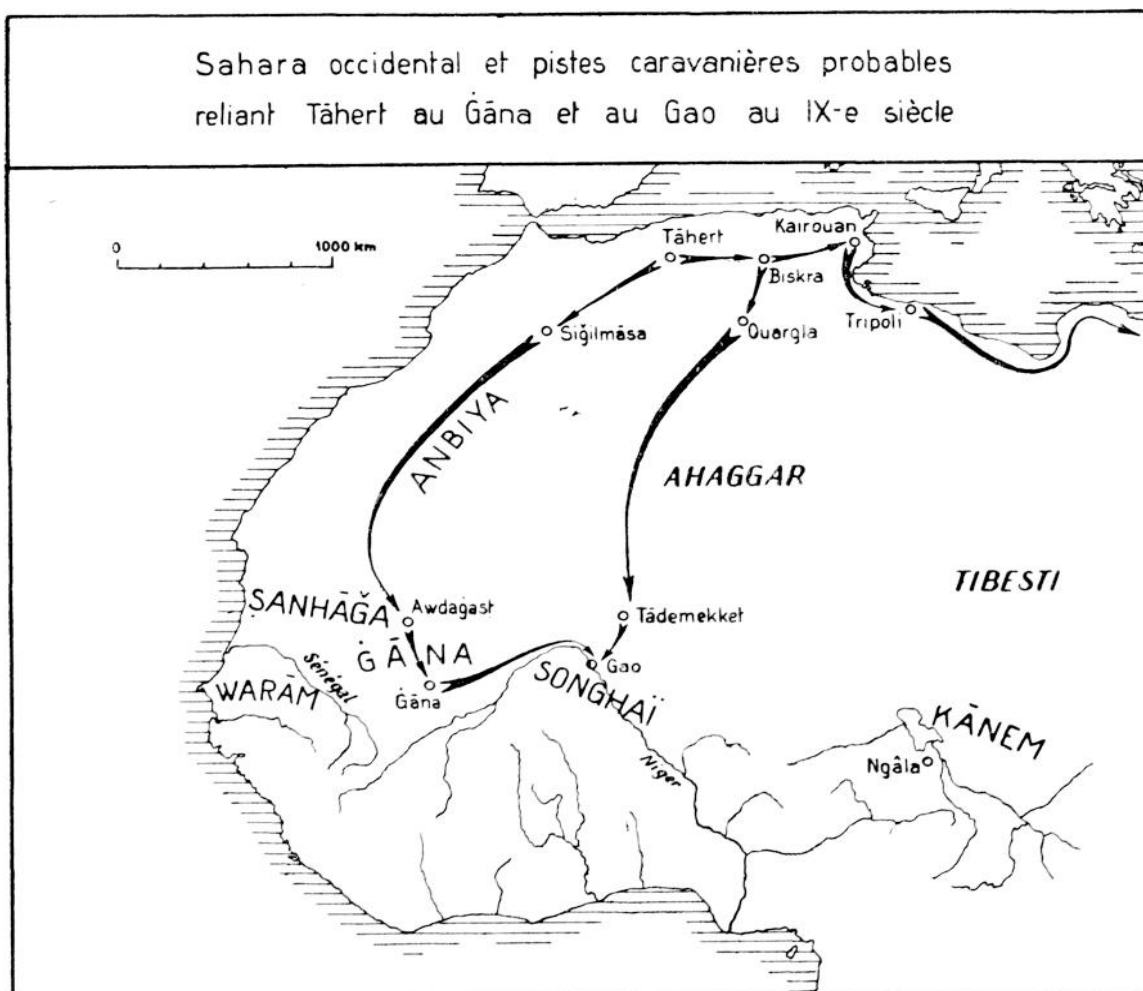 Sahara occidental et pistes caravanières probables
reliant Tāhert au Ġāna et au Gao au IX-e siècle
0 1000 km
Kairouan
Tāhert
Biskra
Siǧilmāsa
Ouargla
Tripoli
ANBIYA
AHAGGAR
TIBESTI
ṢANHĀǦA
Awdaġast
Tādemekket
ĠĀNA
Sénégal
Gao
WARĀM
Ġāna
SONGHAÏ
KĀNEM
Niger
Ngâla